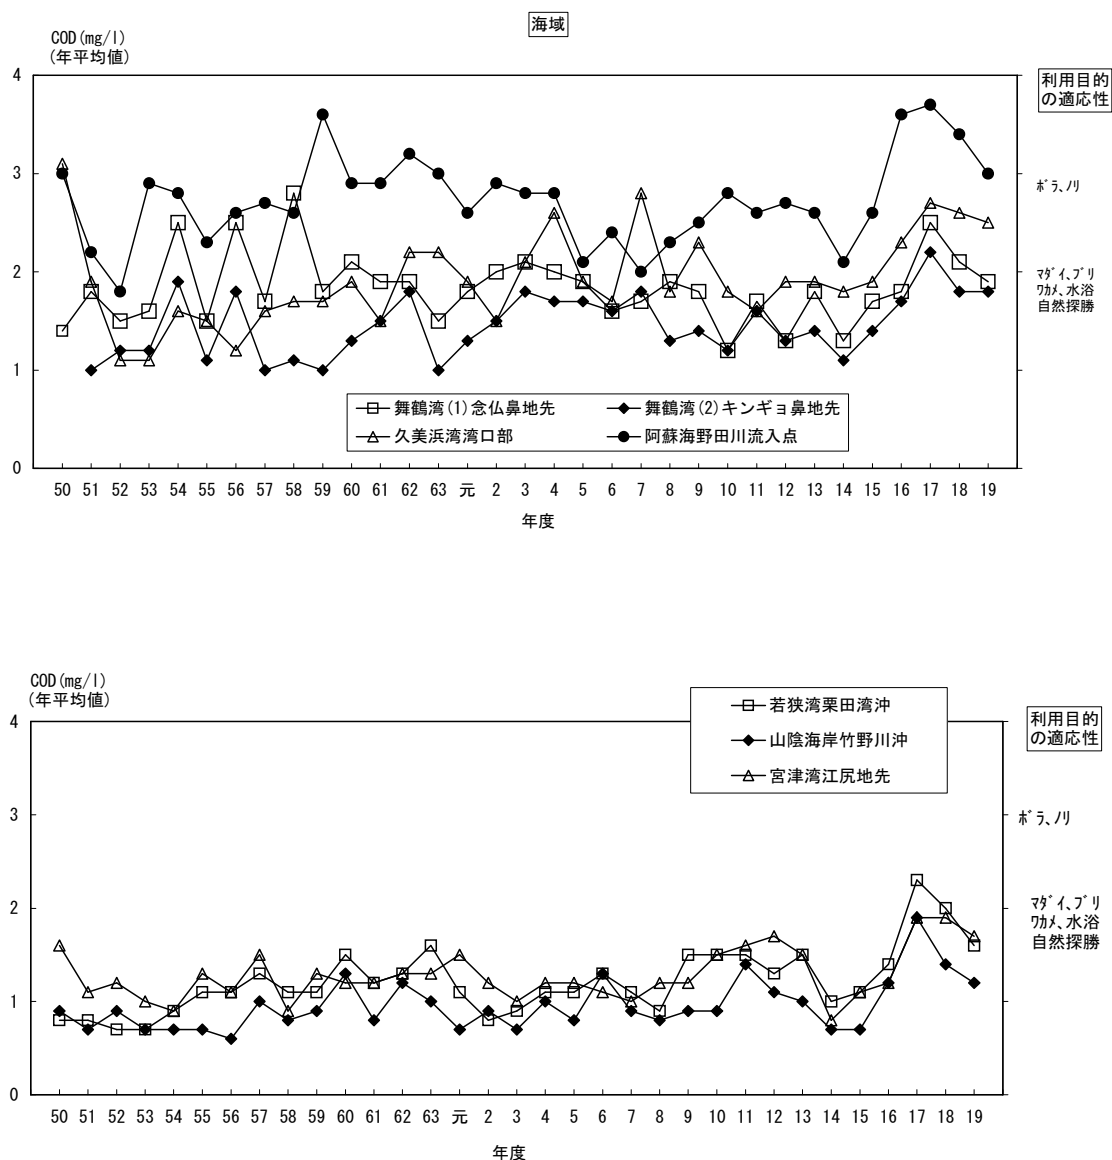 海域
COD(mg/l)
(年平均値)
利用目的
の適応性
4
3
2
1
0
ﾎﾞﾗ､ﾉﾘ
ﾏﾀﾞｲ､ﾌﾞﾘ
ﾜｶﾒ､水浴
自然探勝
舞鶴湾(1)念仏鼻地先 舞鶴湾(2)キンギョ鼻地先
久美浜湾湾口部 阿蘇海野田川流入点
50 51 52 53 54 55 56 57 58 59 60 61 62 63 元 2 3 4 5 6 7 8 9 10 11 12 13 14 15 16 17 18 19
年度
COD(mg/l)
(年平均値)
若狭湾栗田湾沖
山陰海岸竹野川沖
宮津湾江尻地先
利用目的
の適応性
4
3
2
1
0
ﾎﾞﾗ､ﾉﾘ
ﾏﾀﾞｲ､ﾌﾞﾘ
ﾜｶﾒ､水浴
自然探勝
50 51 52 53 54 55 56 57 58 59 60 61 62 63 元 2 3 4 5 6 7 8 9 10 11 12 13 14 15 16 17 18 19
年度